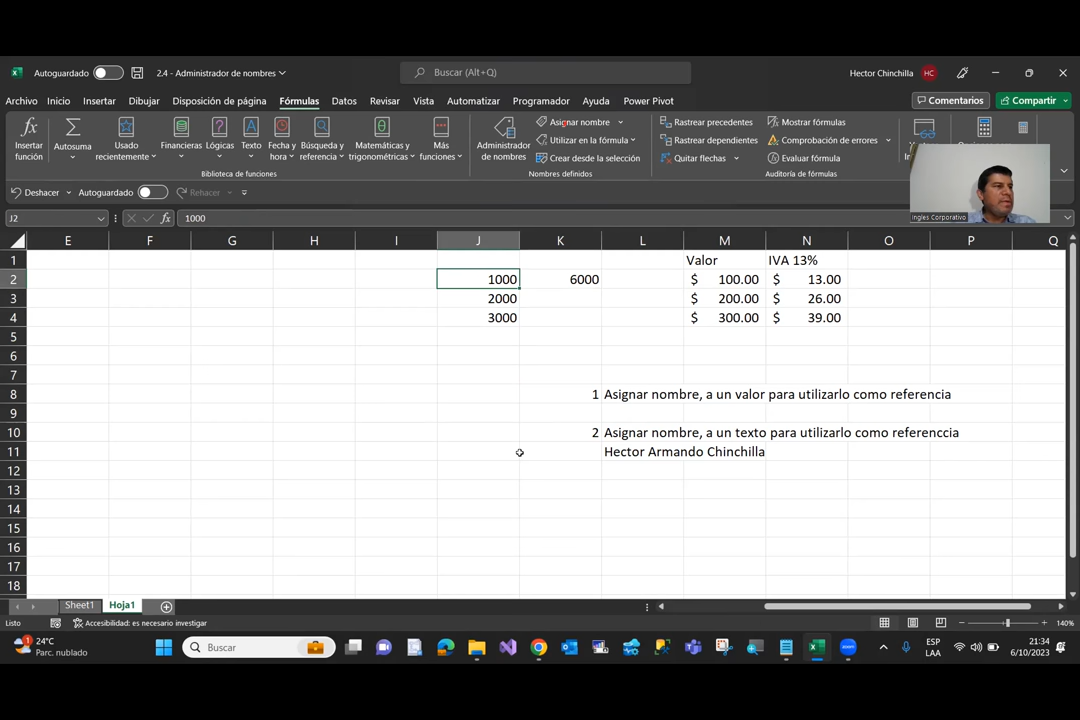 Autoguardado
2.4 - Administrador de nombres
Buscar (Alt+Q)
Hector Chinchilla
HC
Archivo Inicio Insertar Dibujar Disposición de página Fórmulas Datos Revisar Vista Automatizar Programador Ayuda Power Pivot
Comentarios
Compartir
Insertar función
Autosuma
Usado recientemente
Financieras
Lógicas
Texto
Fecha y hora
Búsqueda y referencia
Matemáticas y trigonométricas
Más funciones
Biblioteca de funciones
Administrador de nombres
Asignar nombre
Utilizar en la fórmula
Crear desde la selección
Nombres definidos
Rastrear precedentes
Rastrear dependientes
Quitar flechas
Mostrar fórmulas
Comprobación de errores
Evaluar fórmula
Auditoría de fórmulas
Ingles Corporativo
Deshacer
Autoguardado
Rehacer
J2
fx
1000
E F G H I J K L M N O P Q
1 Valor IVA 13%
2 1000 6000 $ 100.00 $ 13.00
3 2000 $ 200.00 $ 26.00
4 3000 $ 300.00 $ 39.00
5
6
7
8 1 Asignar nombre, a un valor para utilizarlo como referencia
9
10 2 Asignar nombre, a un texto para utilizarlo como referenccia
11 Hector Armando Chinchilla
12
13
14
15
16
17
18
Sheet1 Hoja1
Listo
Accesibilidad: es necesario investigar
140%
24°C
Parc. nublado
Buscar
ESP
LAA
21:34
6/10/2023